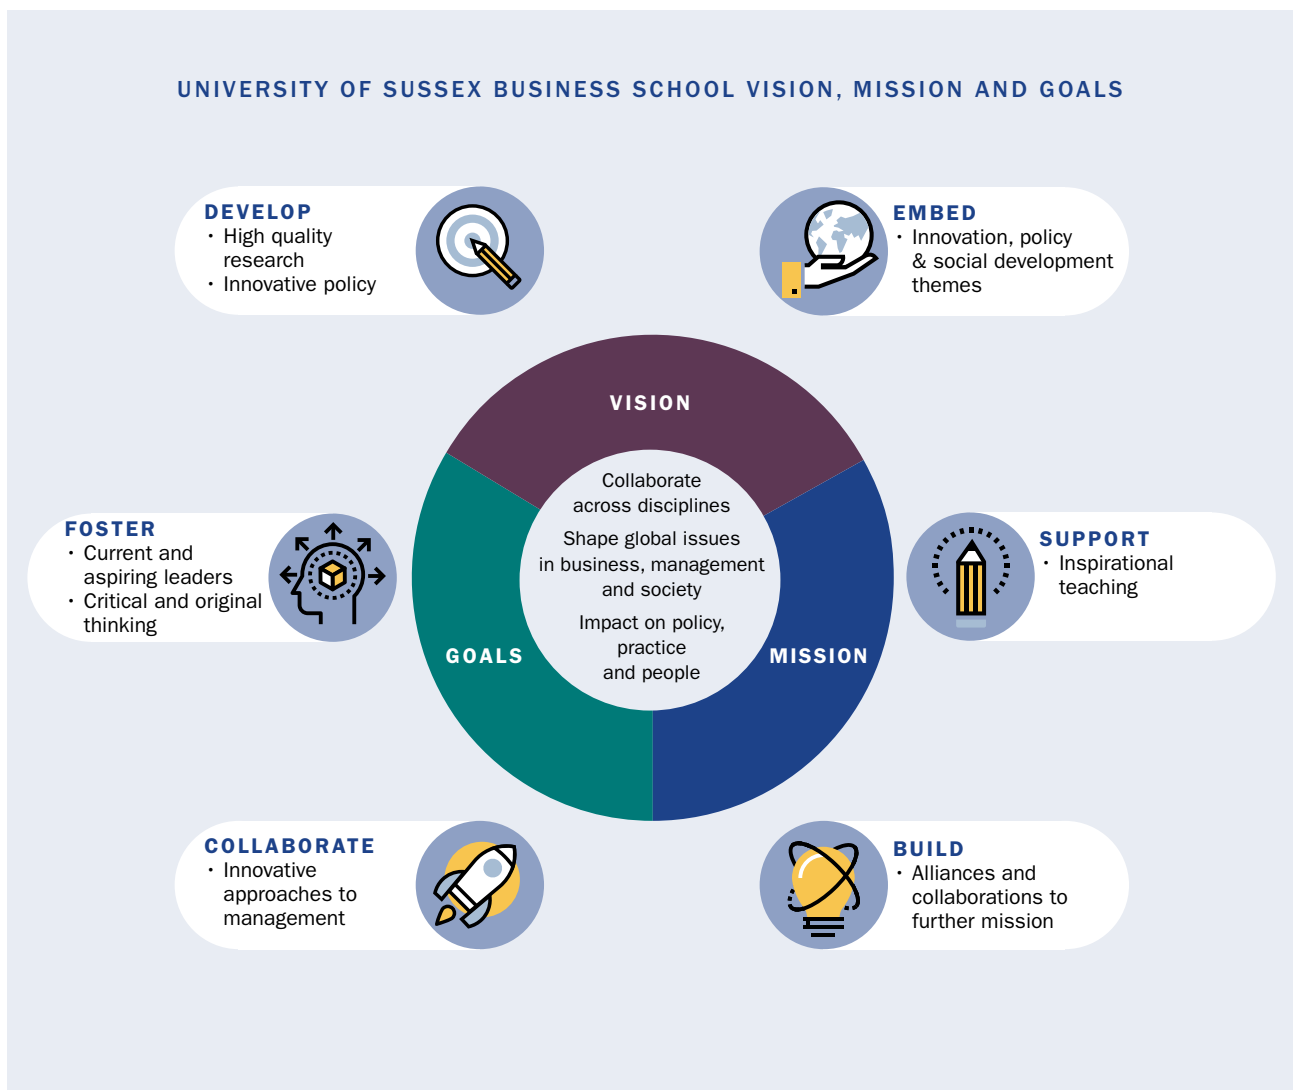 UNIVERSITY OF SUSSEX BUSINESS SCHOOL VISION, MISSION AND GOALS
DEVELOP
• High quality
research
• Innovative policy
EMBED
• Innovation, policy
& social development
themes
VISION
Collaborate
across disciplines
Shape global issues
in business, management
and society
Impact on policy,
practice
and people
GOALS
MISSION
FOSTER
• Current and
aspiring leaders
• Critical and original
thinking
SUPPORT
• Inspirational
teaching
COLLABORATE
• Innovative
approaches to
management
BUILD
• Alliances and
collaborations to
further mission